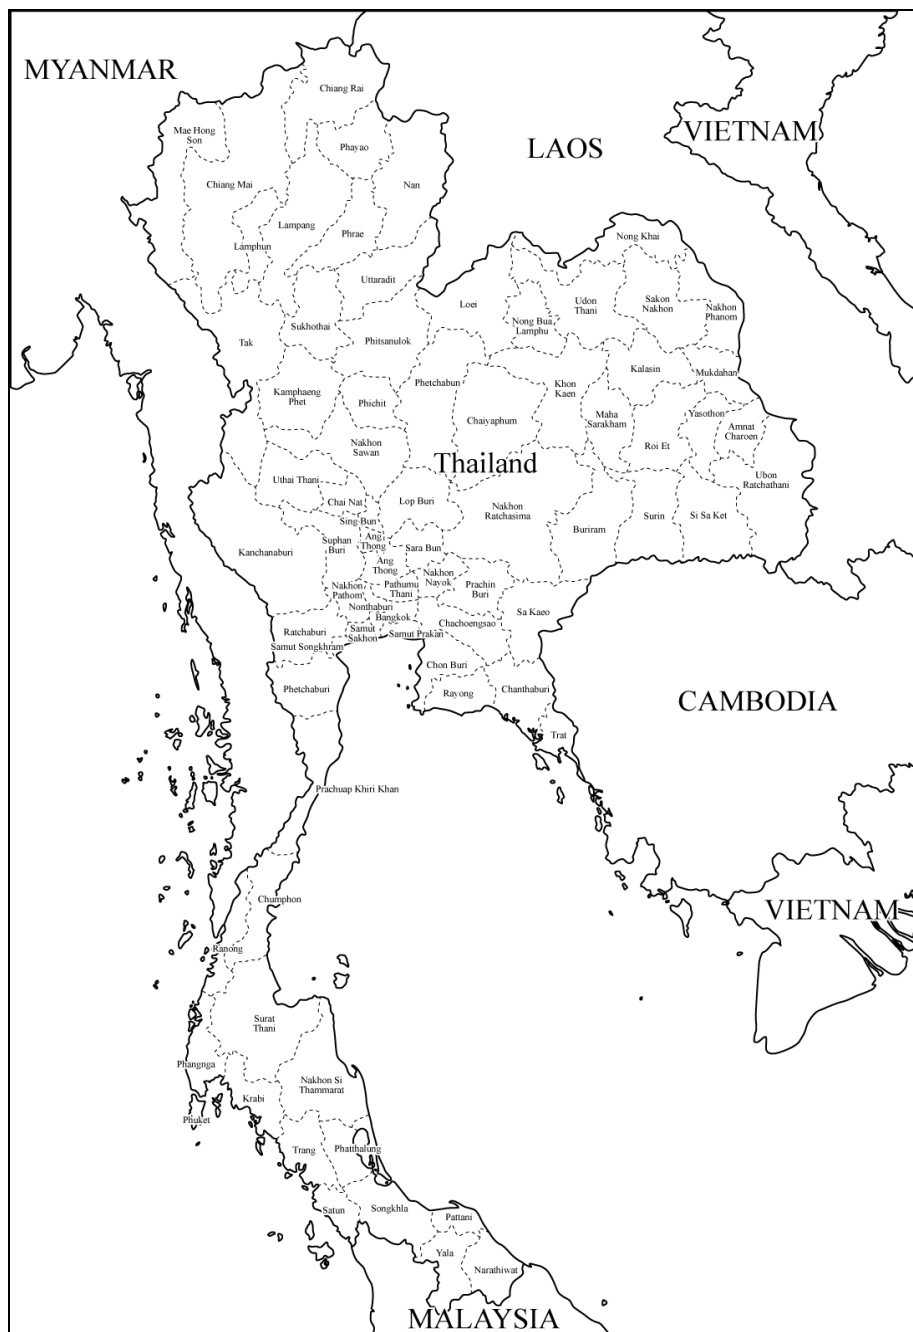 MYANMAR
Chiang Rai
Mae Hong
Son
VIETNAM
LAOS
Phayao
Chiang Mai
Nan
Lampang
Phrae
Lamphun
Nong Khai
Uttaradit
Loei
Udon
Thani
Sakon
Nakhon
Nakhon
Phanom
Nong Bua
Lamphu
Sukhothai
Tak
Phitsanulok
Kalasin
Mukdahan
Phetchabun
Khon
Kaen
Kamphaeng
Phet
Phichit
Maha
Sarakham
Yasothon
Chaiyaphum
Amnat
Charoen
Roi Et
Nakhon
Sawan
Thailand
Ubon
Ratchathani
Uthai Thani
Chai Nat
Lop Buri
Nakhon
Ratchasima
Surin
Si Sa Ket
Sing Bun
Buriram
Suphan
Buri
Ang
Thong
Sara Bun
Kanchanaburi
Ang
Thong
Nakhon
Nayok
Nakhon
Pathom
Pathumu
Thani
Prachin
Buri
Nonthaburi
Bangkok
Sa Kaeo
Chachoengsao
Ratchaburi
Samut
Sakhon
Samut Prakan
Samut Songkhram
Chon Buri
Phetchaburi
Rayong
Chanthaburi
CAMBODIA
Trat
Prachuap Khiri Khan
Chumphon
VIETNAM
Ranong
Surat
Thani
Phangnga
Nakhon Si
Thammarat
Krabi
Phuket
Trang
Phatthalung
Satun
Songkhla
Pattani
Yala
Narathiwat
MALAYSIA